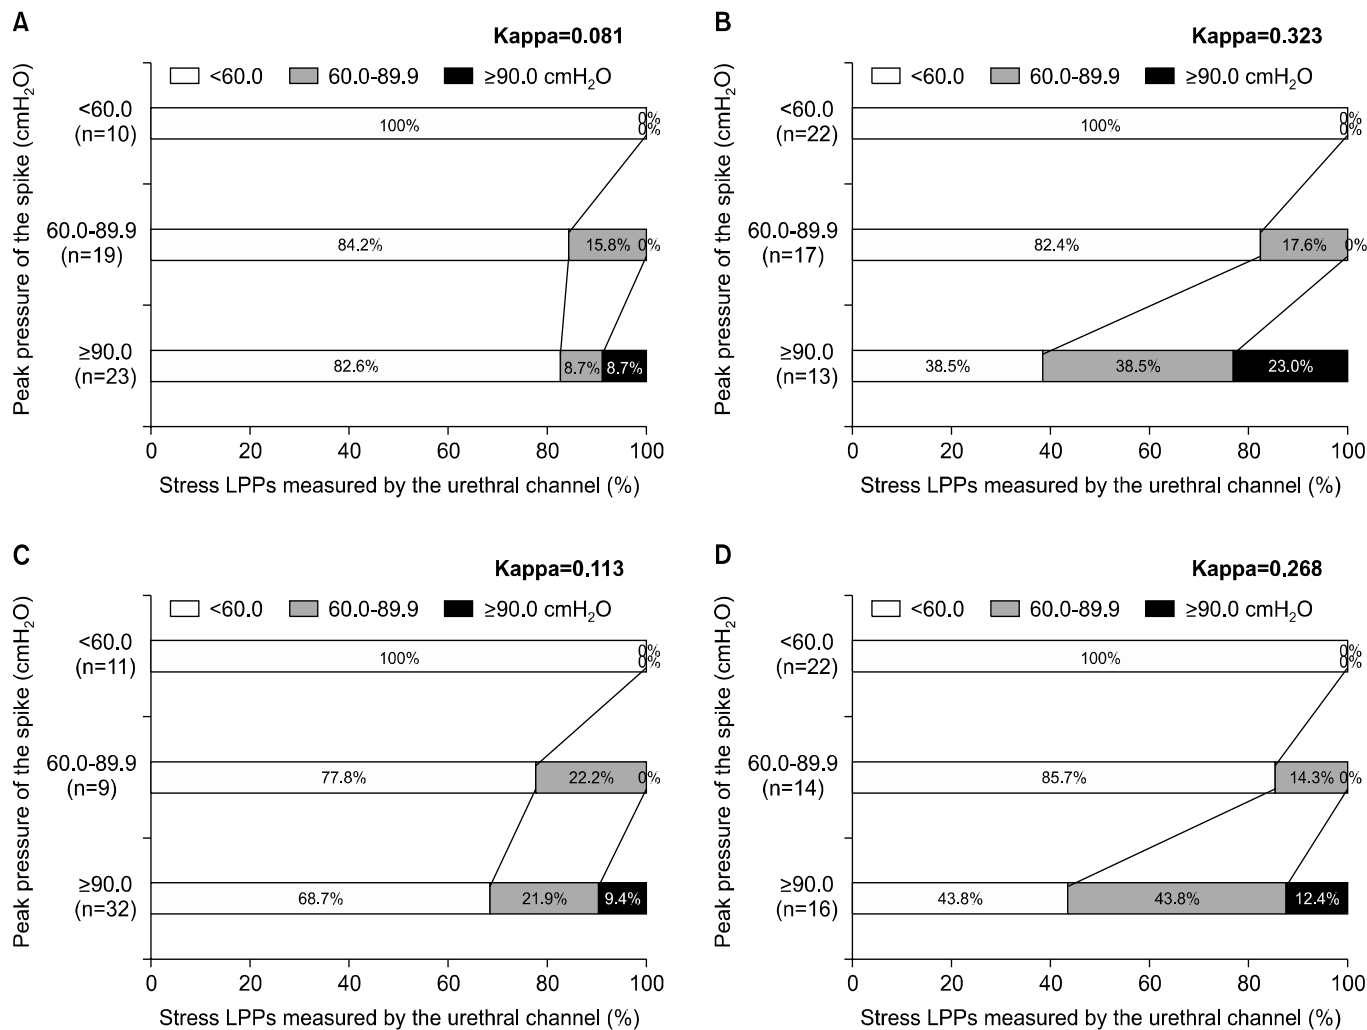 A
Kappa=0.081
<60.0 60.0-89.9 ≥90.0 cmH₂O
Peak pressure of the spike (cmH₂O)
<60.0
(n=10)
100%
0%
0%
60.0-89.9
(n=19)
84.2% 15.8% 0%
≥90.0
(n=23)
82.6% 8.7% 8.7%
0 20 40 60 80 100
Stress LPPs measured by the urethral channel (%)
B
Kappa=0.323
<60.0 60.0-89.9 ≥90.0 cmH₂O
Peak pressure of the spike (cmH₂O)
<60.0
(n=22)
100%
0%
0%
60.0-89.9
(n=17)
82.4% 17.6% 0%
≥90.0
(n=13)
38.5% 38.5% 23.0%
0 20 40 60 80 100
Stress LPPs measured by the urethral channel (%)
C
Kappa=0.113
<60.0 60.0-89.9 ≥90.0 cmH₂O
Peak pressure of the spike (cmH₂O)
<60.0
(n=11)
100%
0%
0%
60.0-89.9
(n=9)
77.8% 22.2% 0%
≥90.0
(n=32)
68.7% 21.9% 9.4%
0 20 40 60 80 100
Stress LPPs measured by the urethral channel (%)
D
Kappa=0.268
<60.0 60.0-89.9 ≥90.0 cmH₂O
Peak pressure of the spike (cmH₂O)
<60.0
(n=22)
100%
0%
0%
60.0-89.9
(n=14)
85.7% 14.3% 0%
≥90.0
(n=16)
43.8% 43.8% 12.4%
0 20 40 60 80 100
Stress LPPs measured by the urethral channel (%)